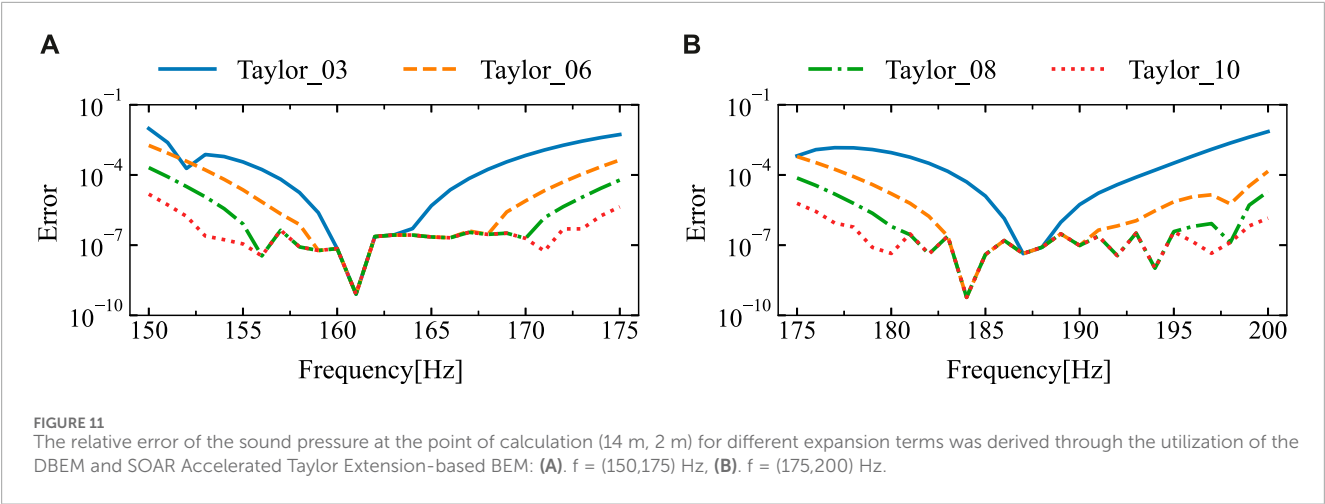 A
B
Taylor_03
Taylor_06
Taylor_08
Taylor_10
10⁻¹
10⁻⁴
10⁻⁷
10⁻¹⁰
Error
150
155
160
165
170
175
Frequency[Hz]
10⁻¹
10⁻⁴
10⁻⁷
10⁻¹⁰
Error
175
180
185
190
195
200
Frequency[Hz]
FIGURE 11
The relative error of the sound pressure at the point of calculation (14 m, 2 m) for different expansion terms was derived through the utilization of the
DBEM and SOAR Accelerated Taylor Extension-based BEM: (A). f = (150,175) Hz, (B). f = (175,200) Hz.